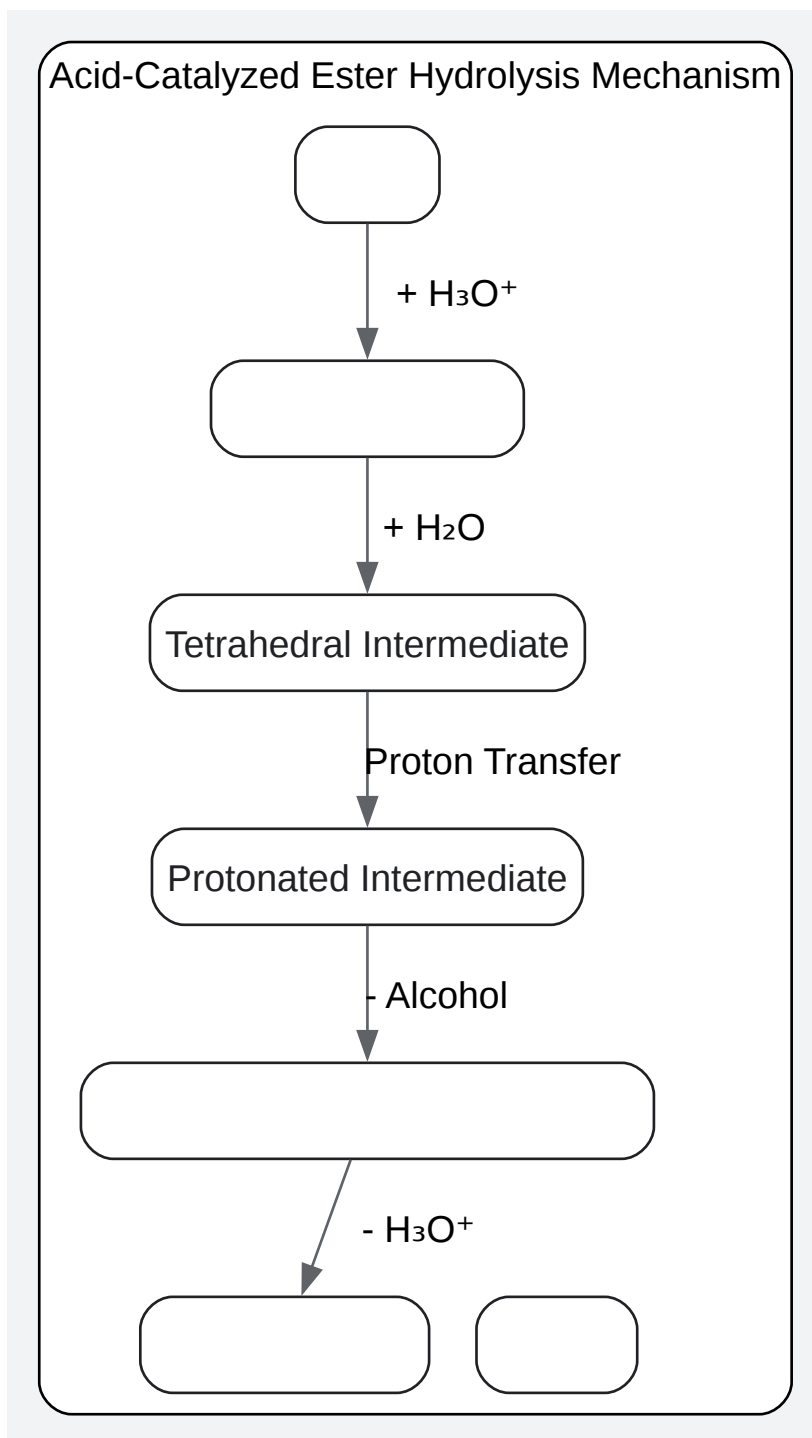 Acid-Catalyzed Ester Hydrolysis Mechanism
+ H₃O⁺
+ H₂O
Tetrahedral Intermediate
Proton Transfer
Protonated Intermediate
- Alcohol
- H₃O⁺